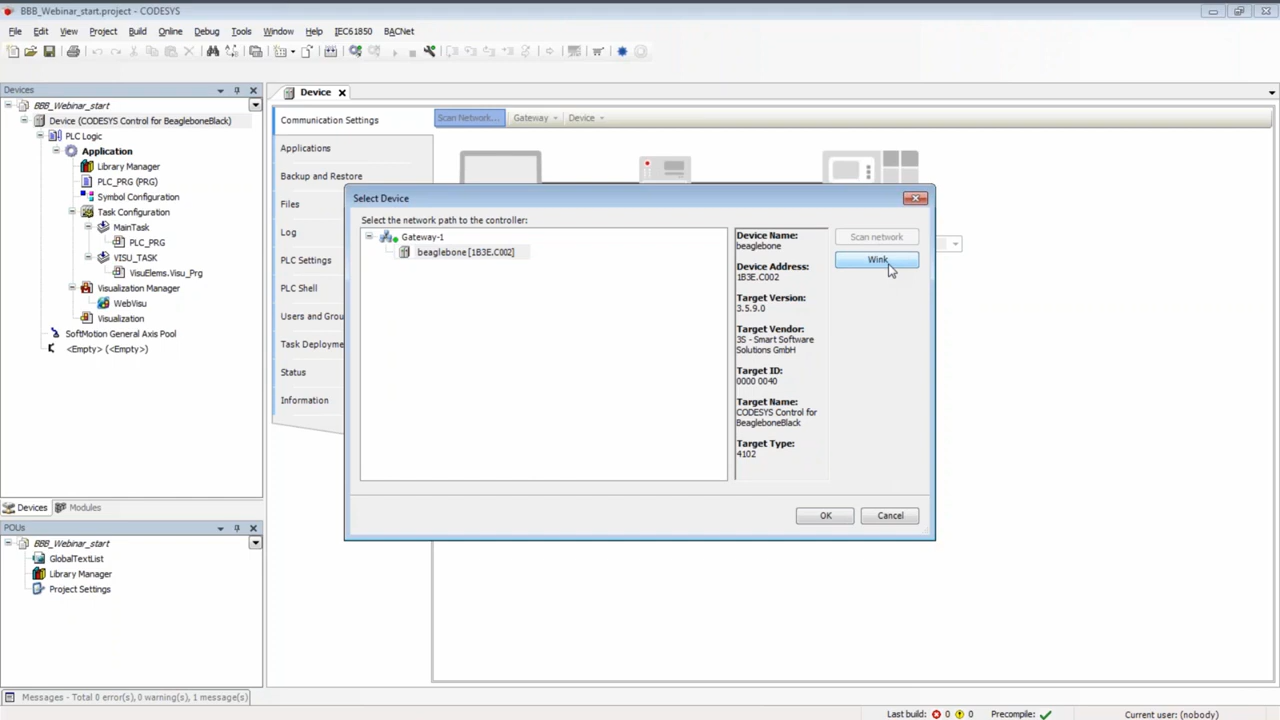 BBB_Webinar_start.project - CODESYS
File Edit View Project Build Online Debug Tools Window Help IEC61850 BACNet
Devices
BBB_Webinar_start
Device (CODESYS Control for BeagleboneBlack)
PLC Logic
Application
Library Manager
PLC_PRG (PRG)
Symbol Configuration
Task Configuration
MainTask
PLC_PRG
VISU_TASK
VisuElems.Visu_Prg
Visualization Manager
WebVisu
Visualization
SoftMotion General Axis Pool
<Empty> (<Empty>)
Devices Modules
POUs
BBB_Webinar_start
GlobalTextList
Library Manager
Project Settings
Device
Communication Settings
Applications
Backup and Restore
Files
Log
PLC Settings
PLC Shell
Users and Grou
Task Deployme
Status
Information
Scan Network... Gateway Device
Select Device
Select the network path to the controller:
Gateway-1
beaglebone [1B3E.C002]
Device Name:
beaglebone
Device Address:
1B3E.C002
Target Version:
3.5.9.0
Target Vendor:
3S - Smart Software
Solutions GmbH
Target ID:
0000 0040
Target Name:
CODESYS Control for
BeagleboneBlack
Target Type:
4102
Scan network
Wink
OK Cancel
Messages - Total 0 error(s), 0 warning(s), 1 message(s)
Last build: 0 0 Precompile: Current user: (nobody)